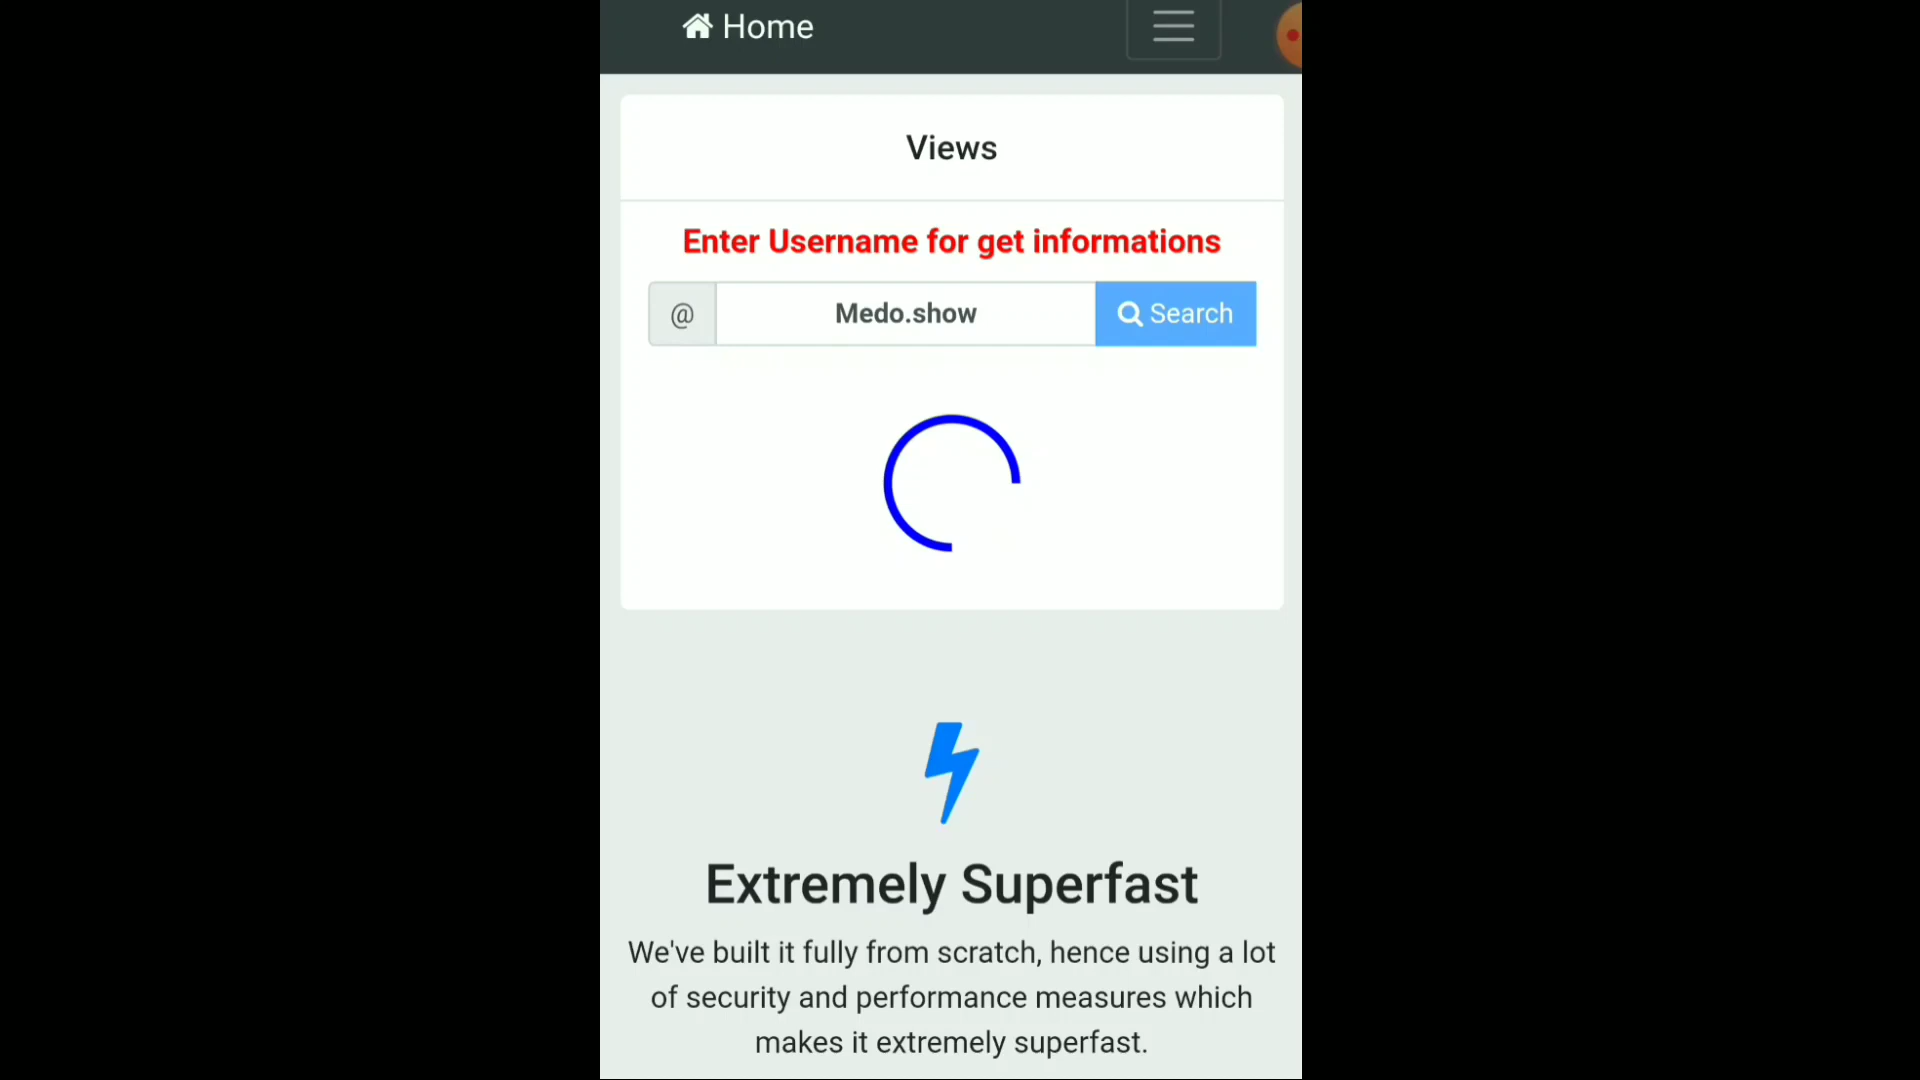 Home
Views
Enter Username for get informations
@ Medo.show Search
Extremely Superfast
We've built it fully from scratch, hence using a lot
of security and performance measures which
makes it extremely superfast.